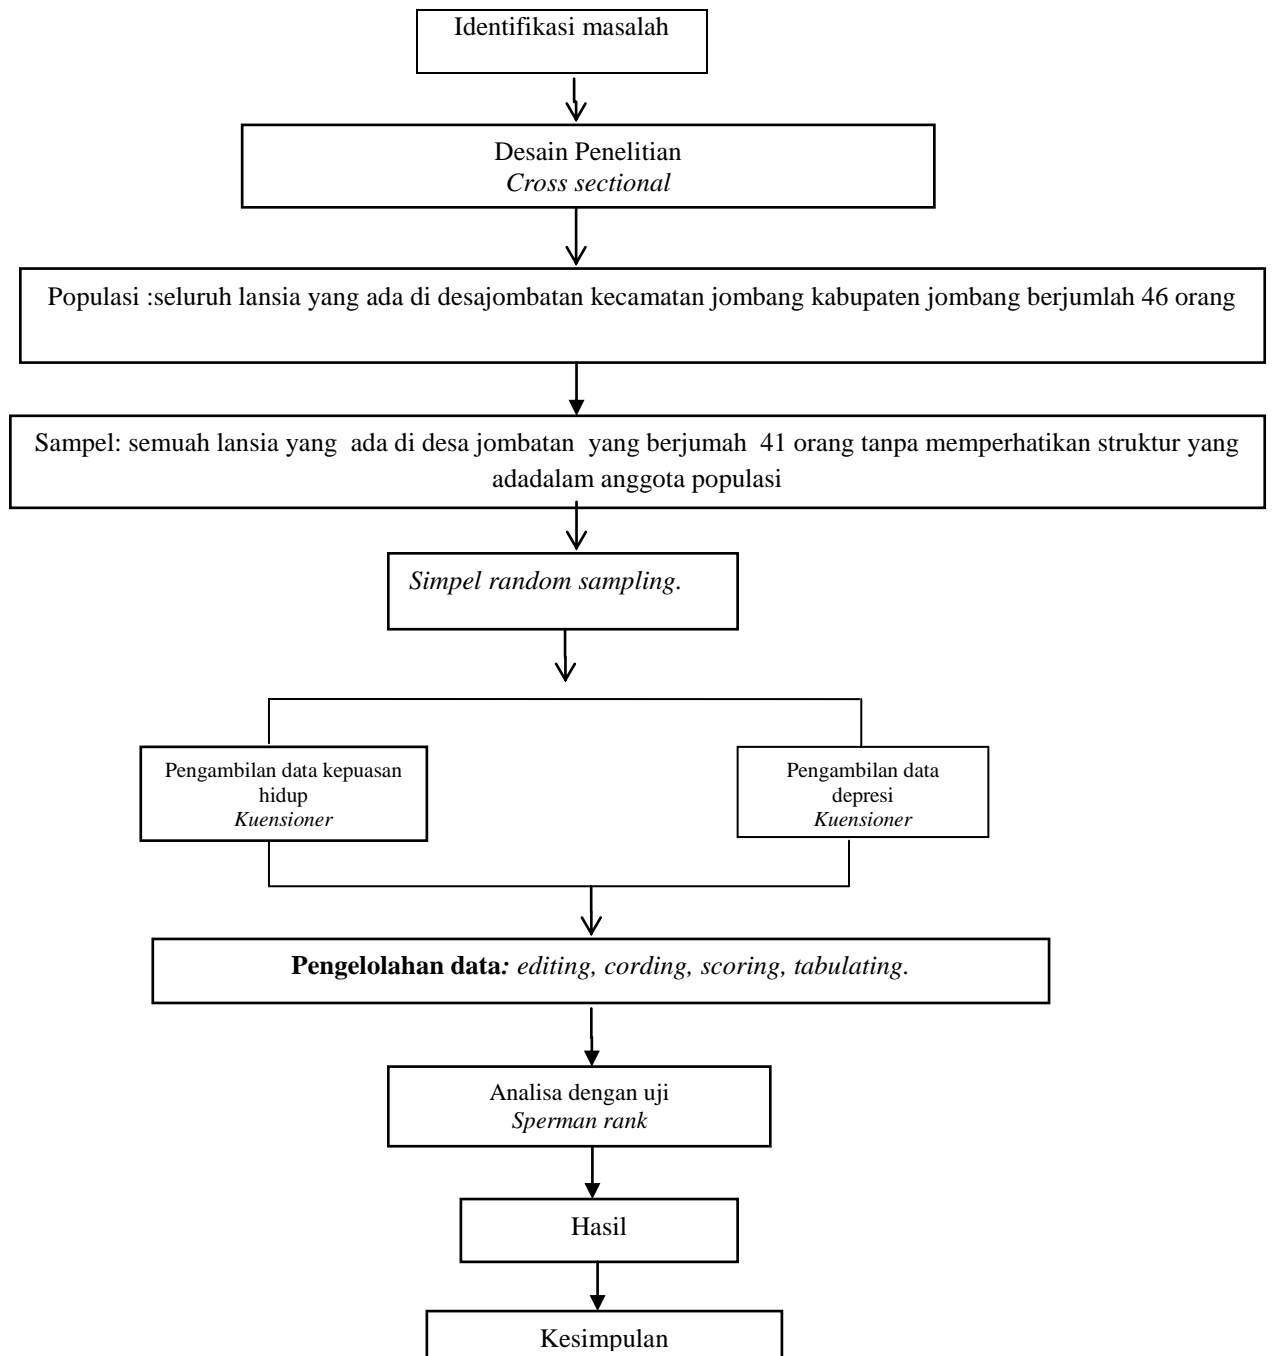 Identifikasi masalah
Desain Penelitian
Cross sectional
Populasi :seluruh lansia yang ada di desajombatan kecamatan jombang kabupaten jombang berjumlah 46 orang
Sampel: semuah lansia yang ada di desa jombatan yang berjumah 41 orang tanpa memperhatikan struktur yang
adadalam anggota populasi
Simpel random sampling.
Pengambilan data kepuasan
hidup
Kuensioner
Pengambilan data
depresi
Kuensioner
Pengelolahan data: editing, cording, scoring, tabulating.
Analisa dengan uji
Sperman rank
Hasil
Kesimpulan